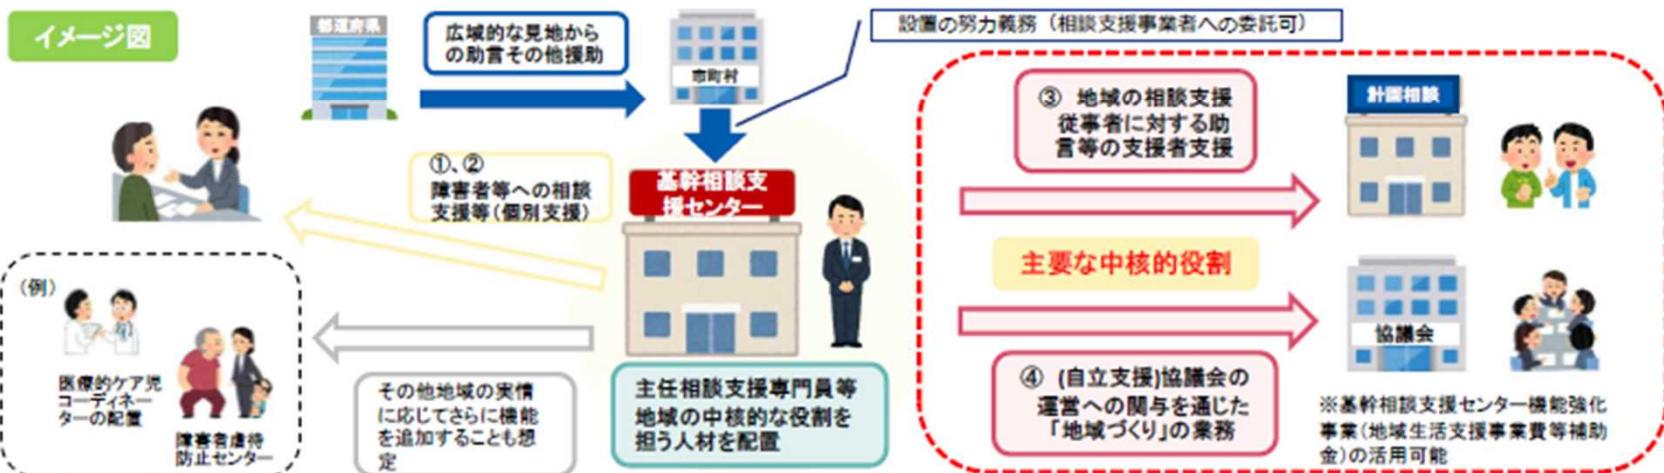 イメージ図
都道府県
広域的な見地から
の助言その他援助
市町村
設置の努力義務（相談支援事業者への委託可）
①、②
障害者等への相談
支援等(個別支援)
基幹相談支
援センター
③ 地域の相談支援
従事者に対する助
言等の支援者支援
計画相談
主要な中核的役割
（例）
医療的ケア児
コーディネー
ターの配置
障害者虐待
防止センター
その他地域の実情
に応じてさらに機能
を追加することも想
定
主任相談支援専門員等
地域の中核的な役割を
担う人材を配置
④ (自立支援)協議会の
運営への関与を通じた
「地域づくり」の業務
協議会
※基幹相談支援センター機能強化
事業(地域生活支援事業費等補助
金)の活用可能